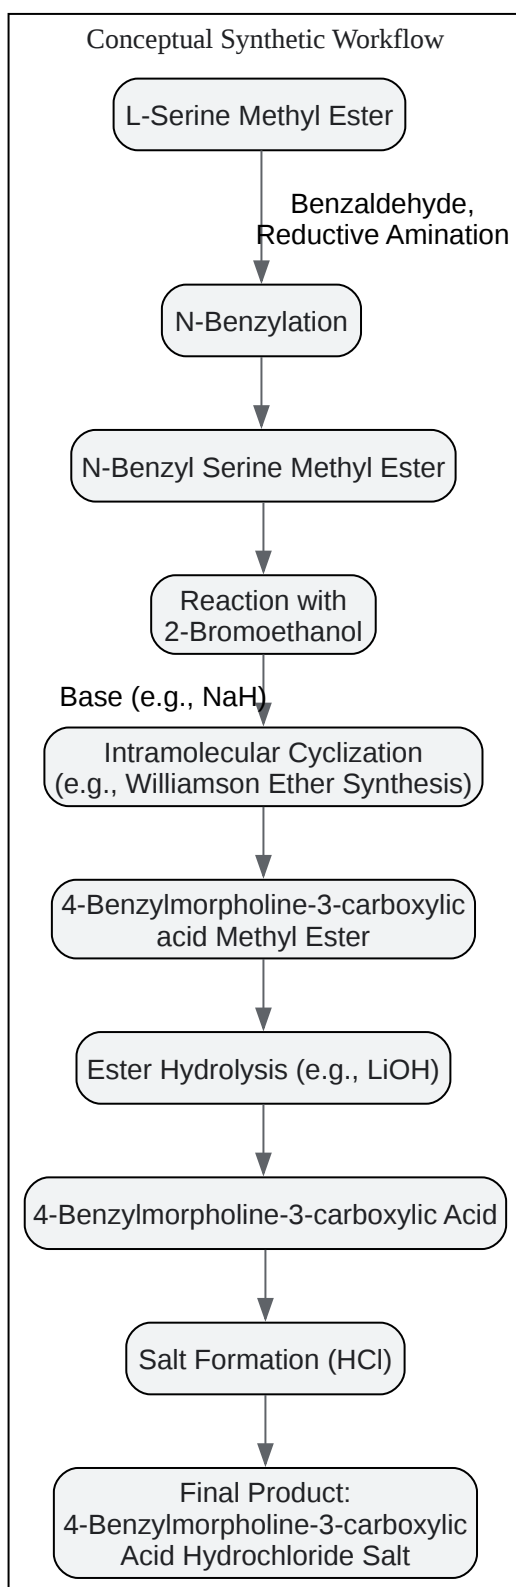 Conceptual Synthetic Workflow
L-Serine Methyl Ester
Benzaldehyde,
Reductive Amination
N-Benzylation
N-Benzyl Serine Methyl Ester
Reaction with
2-Bromoethanol
Base (e.g., NaH)
Intramolecular Cyclization
(e.g., Williamson Ether Synthesis)
4-Benzylmorpholine-3-carboxylic
acid Methyl Ester
Ester Hydrolysis (e.g., LiOH)
4-Benzylmorpholine-3-carboxylic Acid
Salt Formation (HCl)
Final Product:
4-Benzylmorpholine-3-carboxylic
Acid Hydrochloride Salt